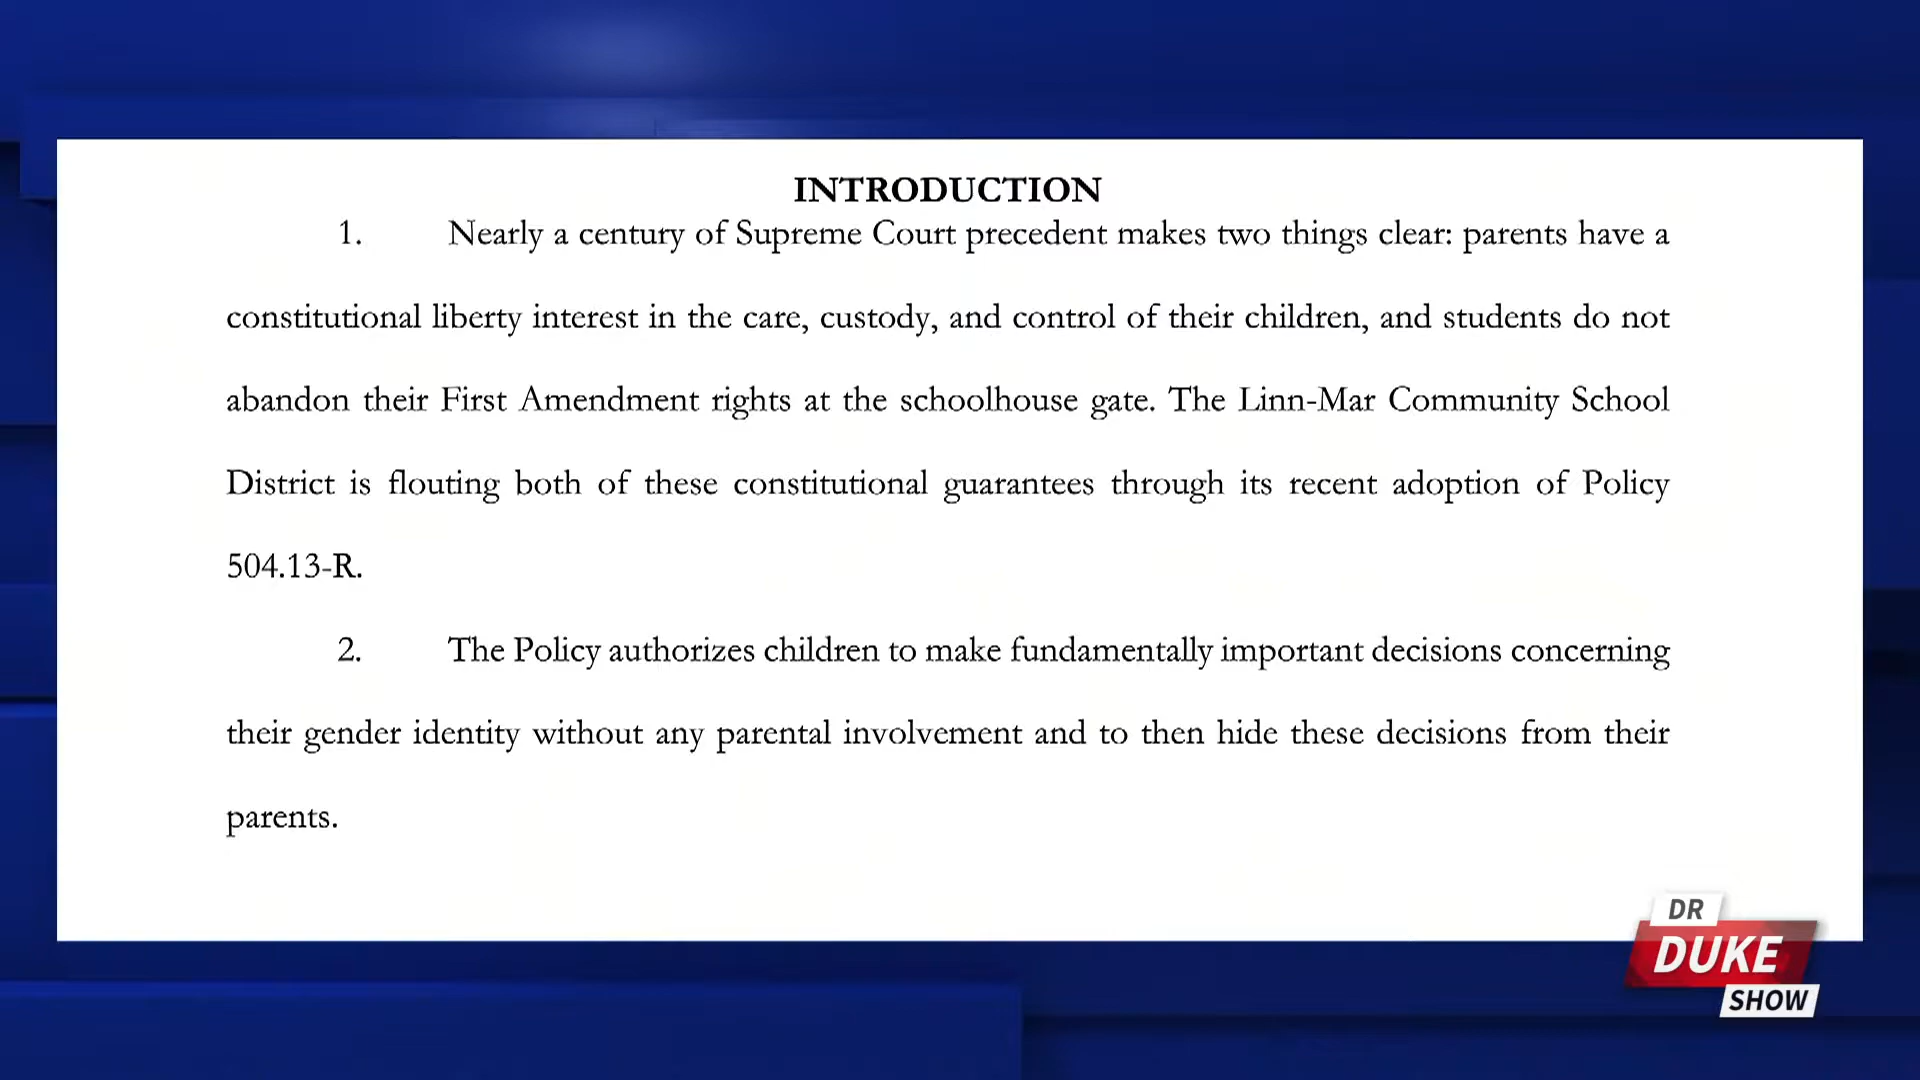 INTRODUCTION
1. Nearly a century of Supreme Court precedent makes two things clear: parents have a
constitutional liberty interest in the care, custody, and control of their children, and students do not
abandon their First Amendment rights at the schoolhouse gate. The Linn-Mar Community School
District is flouting both of these constitutional guarantees through its recent adoption of Policy
504.13-R.
2. The Policy authorizes children to make fundamentally important decisions concerning
their gender identity without any parental involvement and to then hide these decisions from their
parents.
DR
DUKE
SHOW